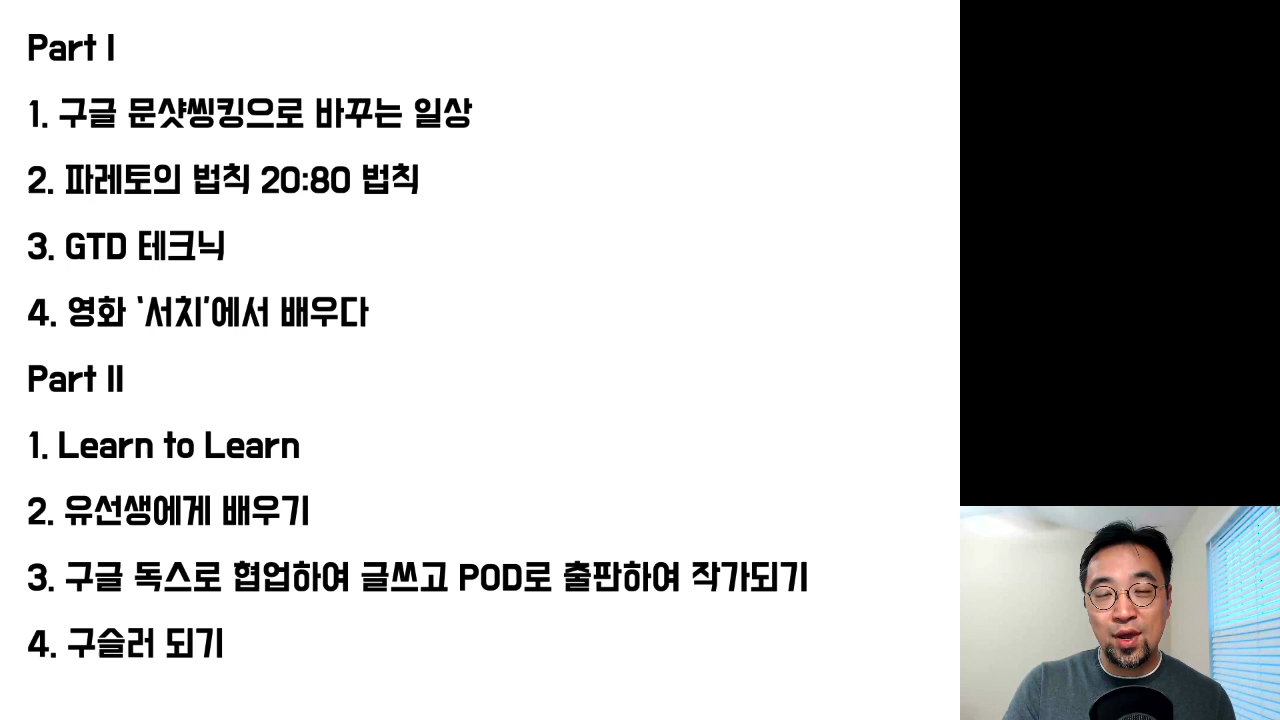 Part I
1. 구글 문샷씽킹으로 바꾸는 일상
2. 파레토의 법칙 20:80 법칙
3. GTD 테크닉
4. 영화 '서치'에서 배우다
Part II
1. Learn to Learn
2. 유선생에게 배우기
3. 구글 독스로 협업하여 글쓰고 POD로 출판하여 작가되기
4. 구슬러 되기